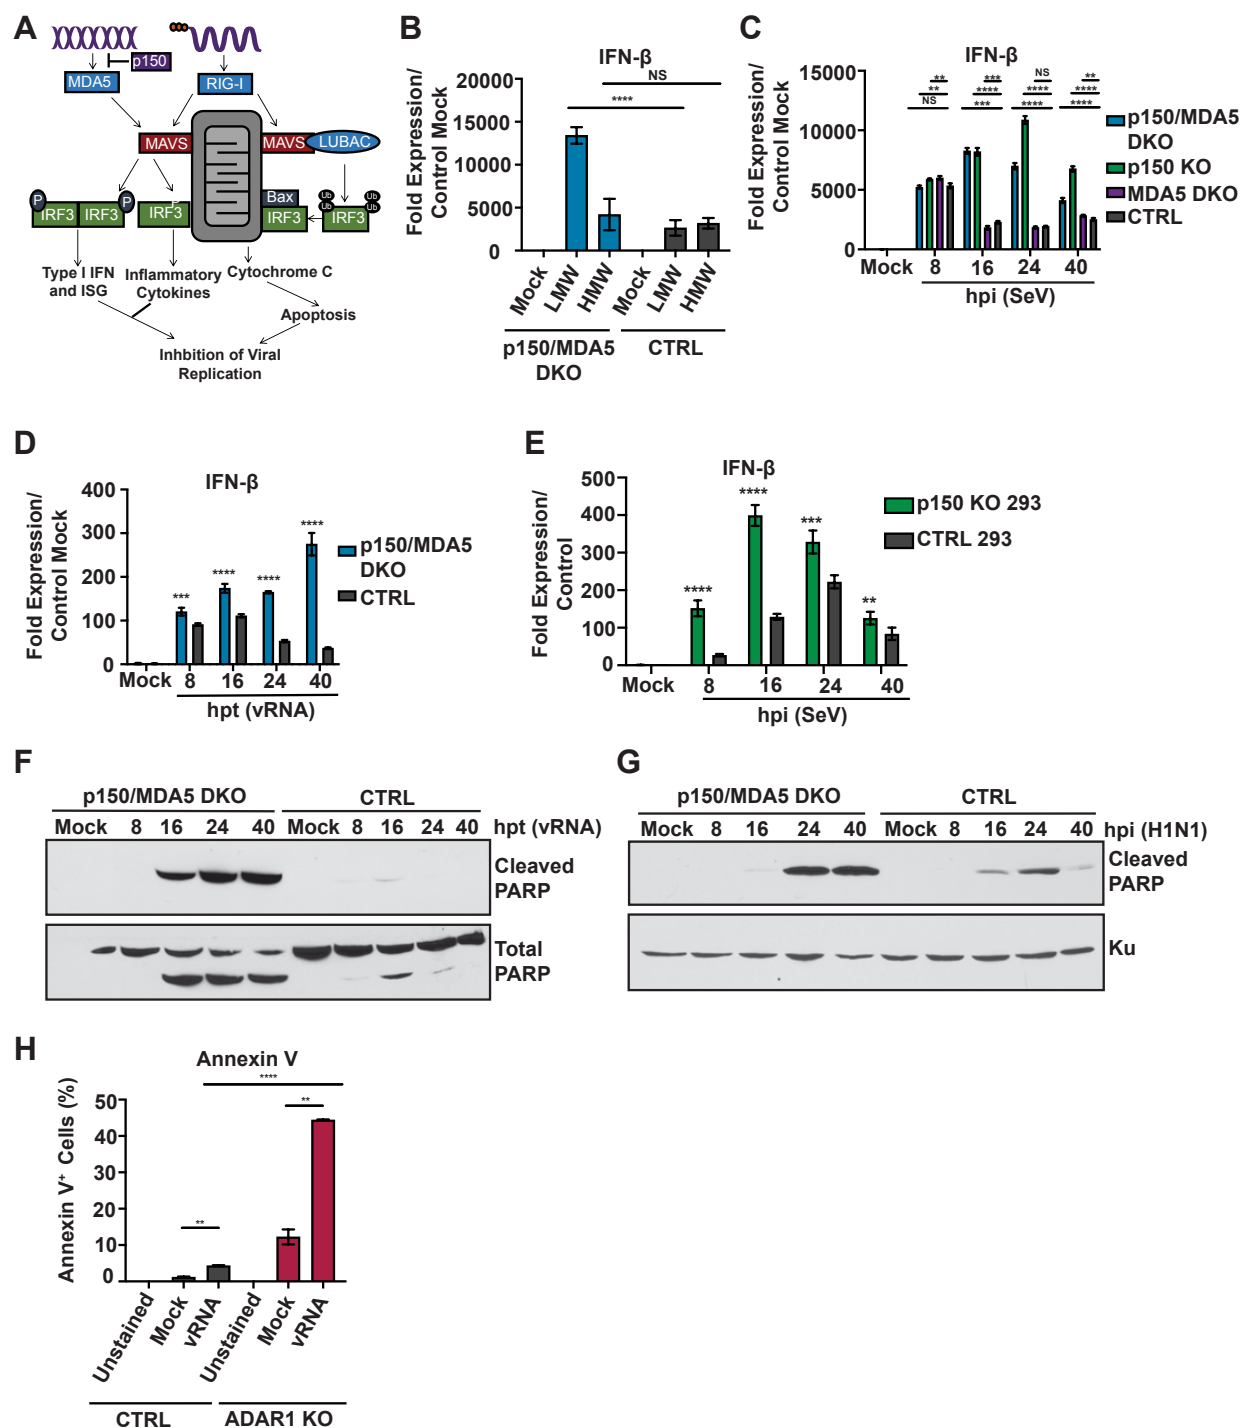 A
p150
MDA5
RIG-I
MAVS
MAVS
LUBAC
P
P
P
IRF3
IRF3
IRF3
Bax
IRF3
IRF3
Ub
Ub
Ub
Ub
Type I IFN
and ISG
Inflammatory
Cytokines
Cytochrome C
Apoptosis
Inhbition of Viral
Replication
B
IFN-β
Fold Expression/
Control Mock
20000
15000
10000
5000
0
NS
****
Mock
LMW
HMW
Mock
LMW
HMW
p150/MDA5
DKO
CTRL
C
IFN-β
Fold Expression/
Control Mock
15000
10000
5000
0
**
**
NS
***
****
***
NS
****
****
**
****
****
Mock
8
16
24
40
hpi (SeV)
p150/MDA5
DKO
p150 KO
MDA5 DKO
CTRL
D
IFN-β
Fold Expression/
Control Mock
400
300
200
100
0
***
****
****
****
Mock
8
16
24
40
hpt (vRNA)
p150/MDA5
DKO
CTRL
E
IFN-β
Fold Expression/
Control
500
400
300
200
100
0
****
****
***
**
Mock
8
16
24
40
hpi (SeV)
p150 KO 293
CTRL 293
F
p150/MDA5 DKO
CTRL
Mock 8 16 24 40 Mock 8 16 24 40 hpt (vRNA)
Cleaved
PARP
Total
PARP
G
p150/MDA5 DKO
CTRL
Mock 8 16 24 40 Mock 8 16 24 40 hpi (H1N1)
Cleaved
PARP
Ku
H
Annexin V
Annexin V+ Cells (%)
50
40
30
20
10
0
****
**
**
Unstained
Mock
vRNA
Unstained
Mock
vRNA
CTRL
ADAR1 KO